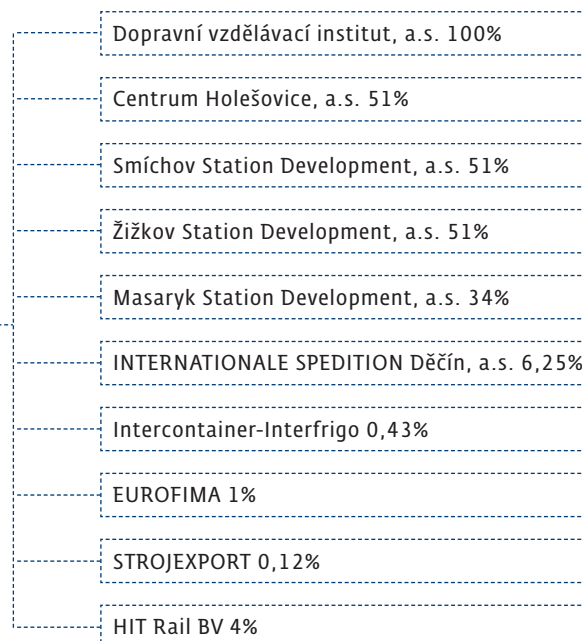 Dopravní vzdělávací institut, a.s. 100%
Centrum Holešovice, a.s. 51%
Smíchov Station Development, a.s. 51%
Žižkov Station Development, a.s. 51%
Masaryk Station Development, a.s. 34%
INTERNATIONALE SPEDITION Děčín, a.s. 6,25%
Intercontainer-Interfrigo 0,43%
EUROFIMA 1%
STROJEXPORT 0,12%
HIT Rail BV 4%